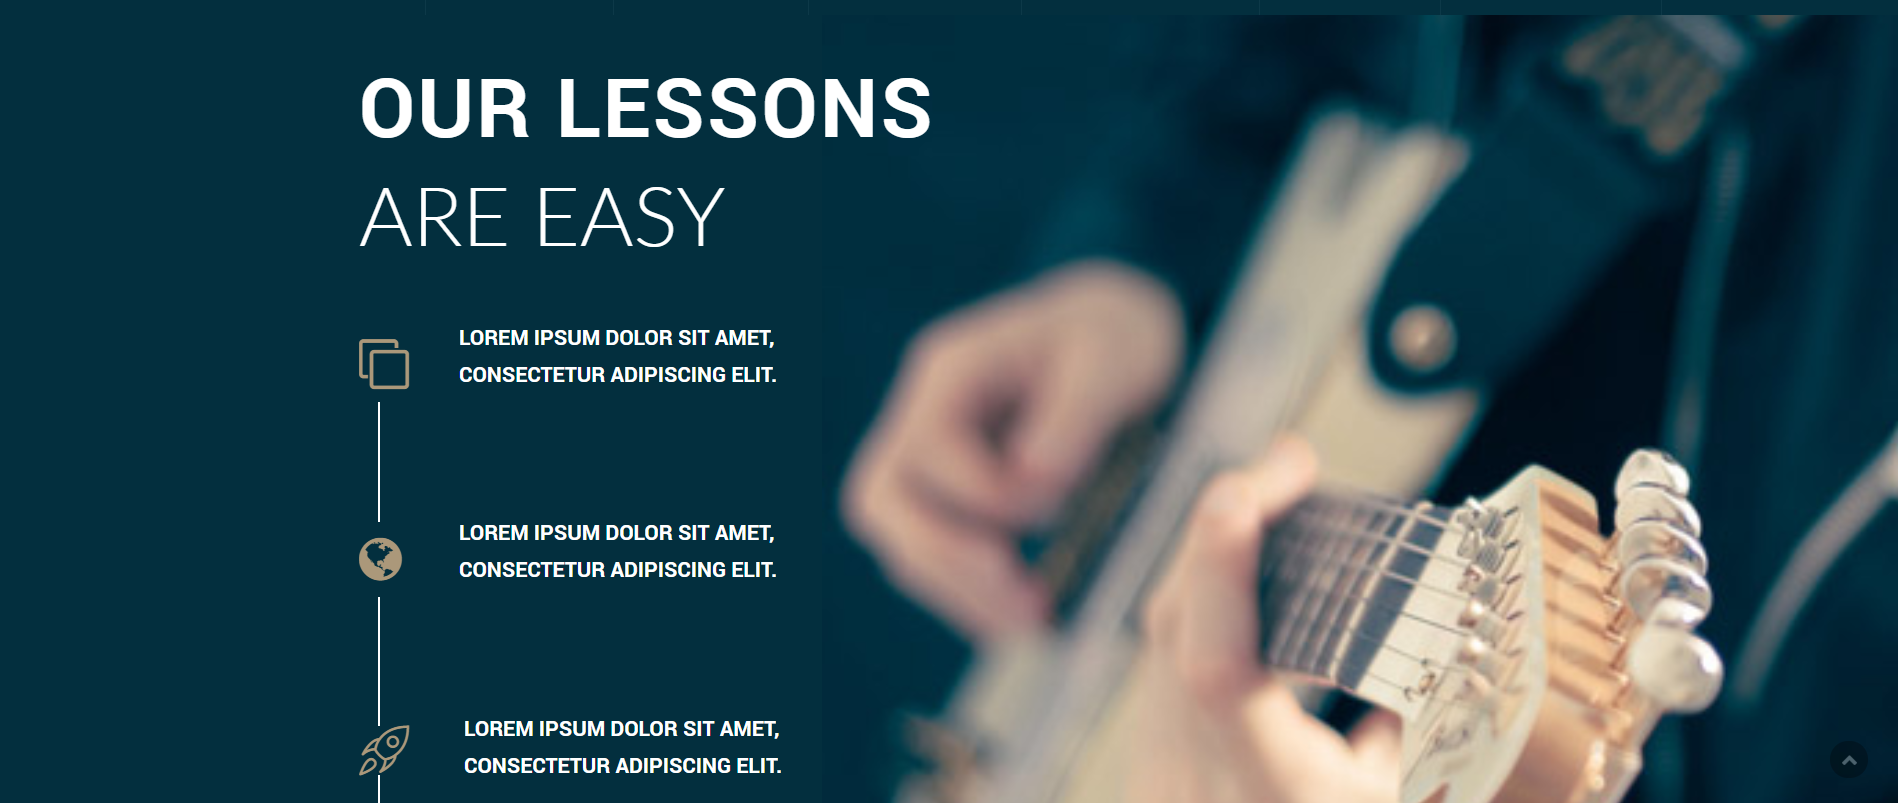 OUR LESSONS
ARE EASY
LOREM IPSUM DOLOR SIT AMET,
CONSECTETUR ADIPISCING ELIT.
LOREM IPSUM DOLOR SIT AMET,
CONSECTETUR ADIPISCING ELIT.
LOREM IPSUM DOLOR SIT AMET,
CONSECTETUR ADIPISCING ELIT.